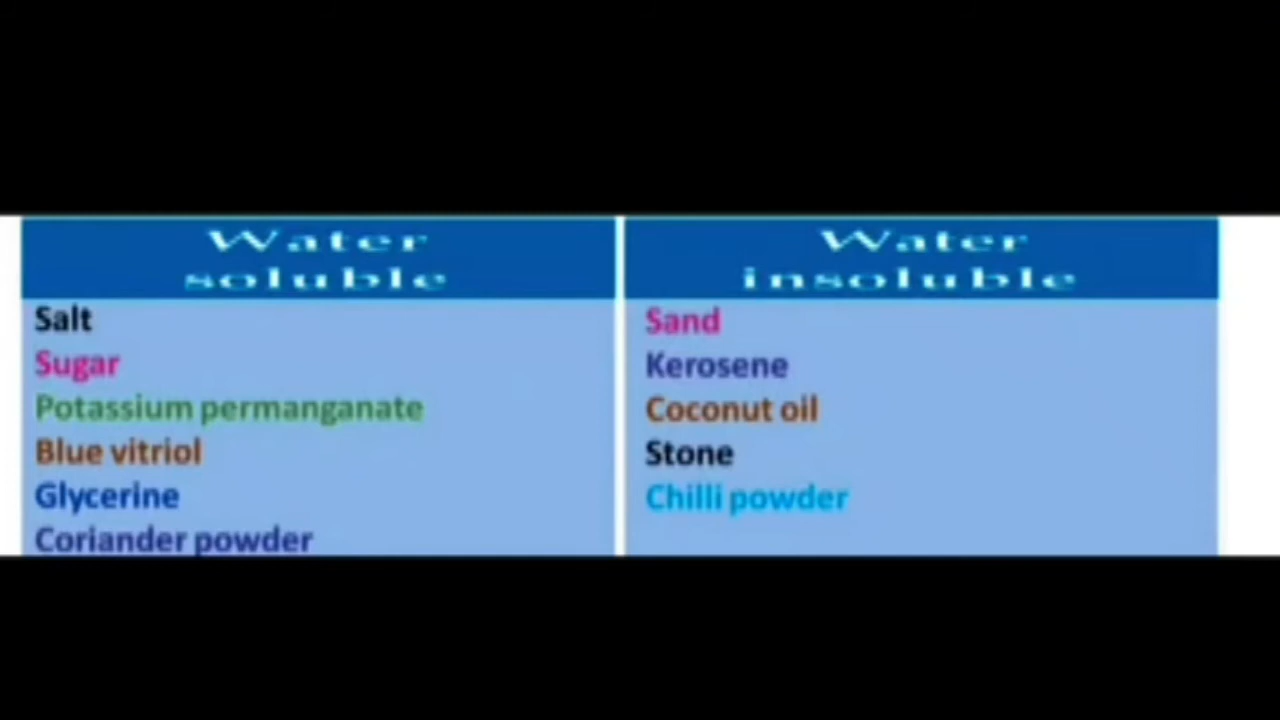 Water
soluble
Salt
Sugar
Potassium permanganate
Blue vitriol
Glycerine
Coriander powder
Water
insoluble
Sand
Kerosene
Coconut oil
Stone
Chilli powder